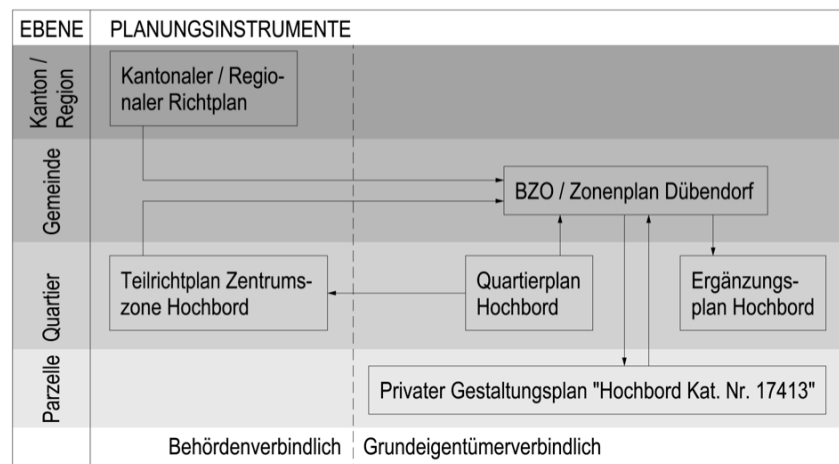 EBENE PLANUNGSINSTRUMENTE
Kanton /
Region
Kantonaler / Regio-
naler Richtplan
Gemeinde
BZO / Zonenplan Dübendorf
Quartier
Teilrichtplan Zentrums-
zone Hochbord
Quartierplan
Hochbord
Ergänzungs-
plan Hochbord
Parzelle
Privater Gestaltungsplan "Hochbord Kat. Nr. 17413"
Behördenverbindlich Grundeigentümerverbindlich